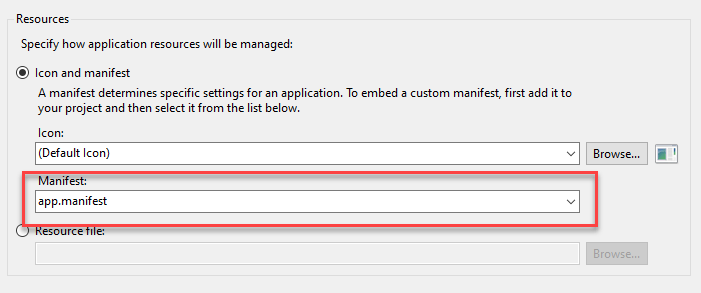 Resources
Specify how application resources will be managed:
Icon and manifest
A manifest determines specific settings for an application. To embed a custom manifest, first add it to
your project and then select it from the list below.
Icon:
(Default Icon)
Browse...
Manifest:
app.manifest
Resource file:
Browse...